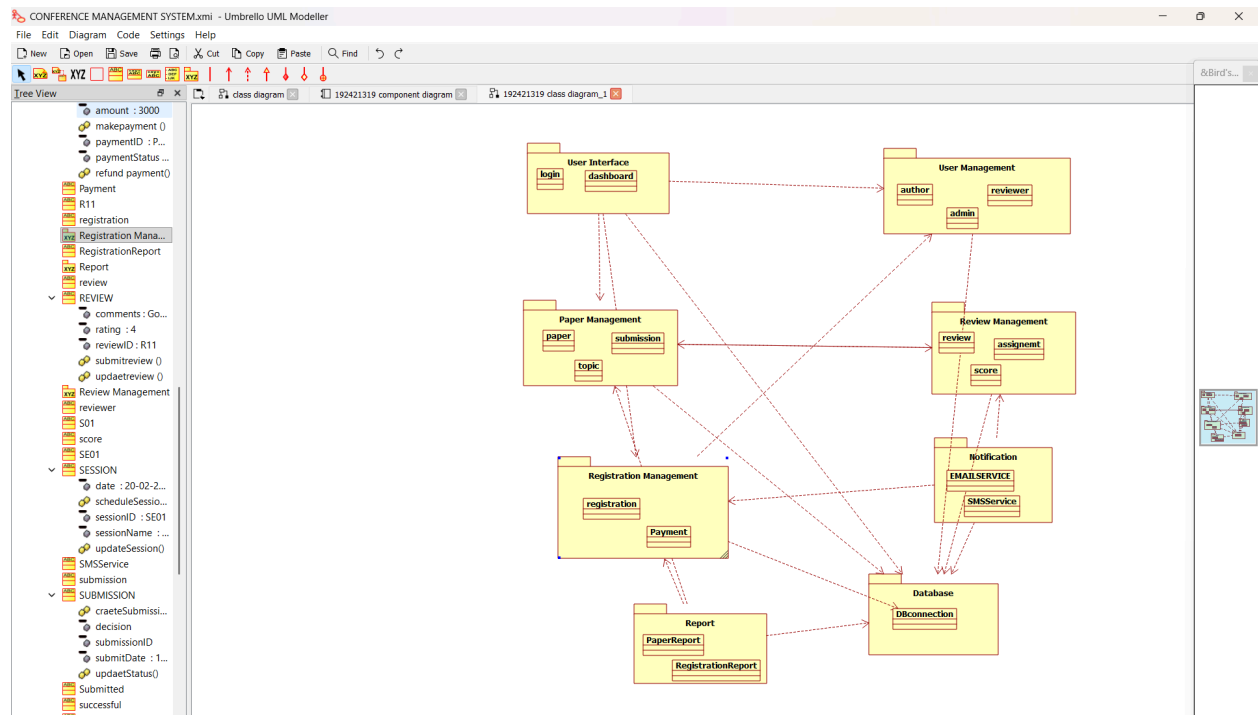 CONFERENCE MANAGEMENT SYSTEM.xmi - Umbrello UML Modeller
File Edit Diagram Code Settings Help
New Open Save Cut Copy Paste Find
XYZ
&Bird's...
Tree View
class diagram 192421319 component diagram 192421319 class diagram_1
amount : 3000
makepayment ()
paymentID : P...
paymentStatus ...
refund payment()
Payment
R11
registration
Registration Mana...
RegistrationReport
Report
review
REVIEW
comments : Go...
rating : 4
reviewID : R11
submitreview ()
updaetreview ()
Review Management
reviewer
S01
score
SE01
SESSION
date : 20-02-2...
scheduleSessio...
sessionID : SE01
sessionName : ...
updateSession()
SMSService
submission
SUBMISSION
craeteSubmissi...
decision
submissionID
submitDate : 1...
updaetStatus()
Submitted
successful
User Interface
login
dashboard
User Management
author
reviewer
admin
Paper Management
paper
submission
topic
Review Management
review
assignemt
score
Registration Management
registration
Payment
Notification
EMAILSERVICE
SMSService
Report
PaperReport
RegistrationReport
Database
DBconnection